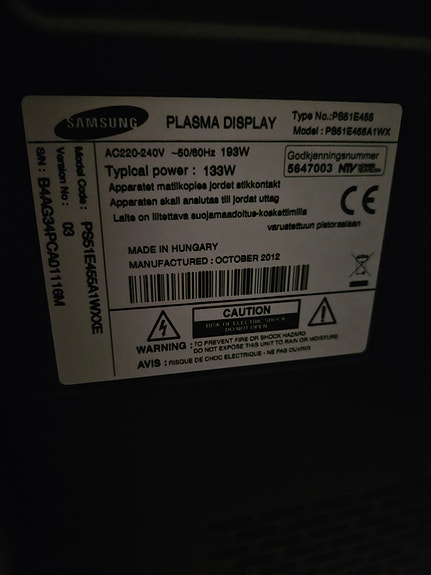 SAMSUNG
PLASMA DISPLAY
Type No.:PS51E455
Model : PS51E455A1WX
AC220-240V ~50/60Hz 193W
Typical power : 133W
Apparatet må tilkoples jordet stikkontakt
Apparaten skall anslutas till jordat uttag
Laite on liitettava suojamaadoitus-koskettimilla
varustettuun pistorasiaan
Godkjenningsnummer
5647003
CE
MADE IN HUNGARY
MANUFACTURED : OCTOBER 2012
CAUTION
RISK OF ELECTRIC SHOCK
DO NOT OPEN
WARNING : TO PREVENT FIRE OR SHOCK HAZARD
DO NOT EXPOSE THIS UNIT TO RAIN OR MOISTURE.
AVIS : RISQUE DE CHOC ELECTRIQUE - NE PAS OUVRIR
Model Code : PS51E455A1WXXE
Version No : 03
S/N : B4AG34PCA01116M